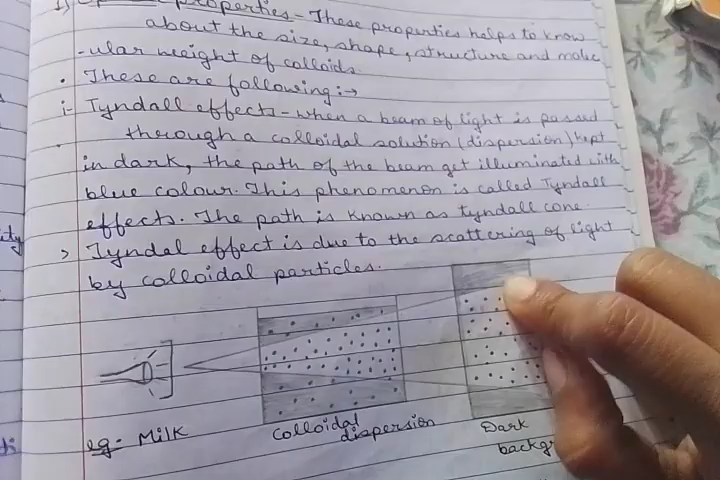 properties - These properties helps to know
about the size, shape, structure and molec
-ular weight of colloids.
• These are following:→
i- Tyndall effects - when a beam of light is passed
through a colloidal solution (dispersion) kept
in dark, the path of the beam get illuminated with
blue colour. This phenomenon is called Tyndall
effects. The path is known as tyndall cone.
> Tyndal effect is due to the scattering of light
by colloidal particles.
eg- Milk
Colloidal
dispersion
Dark
backgr